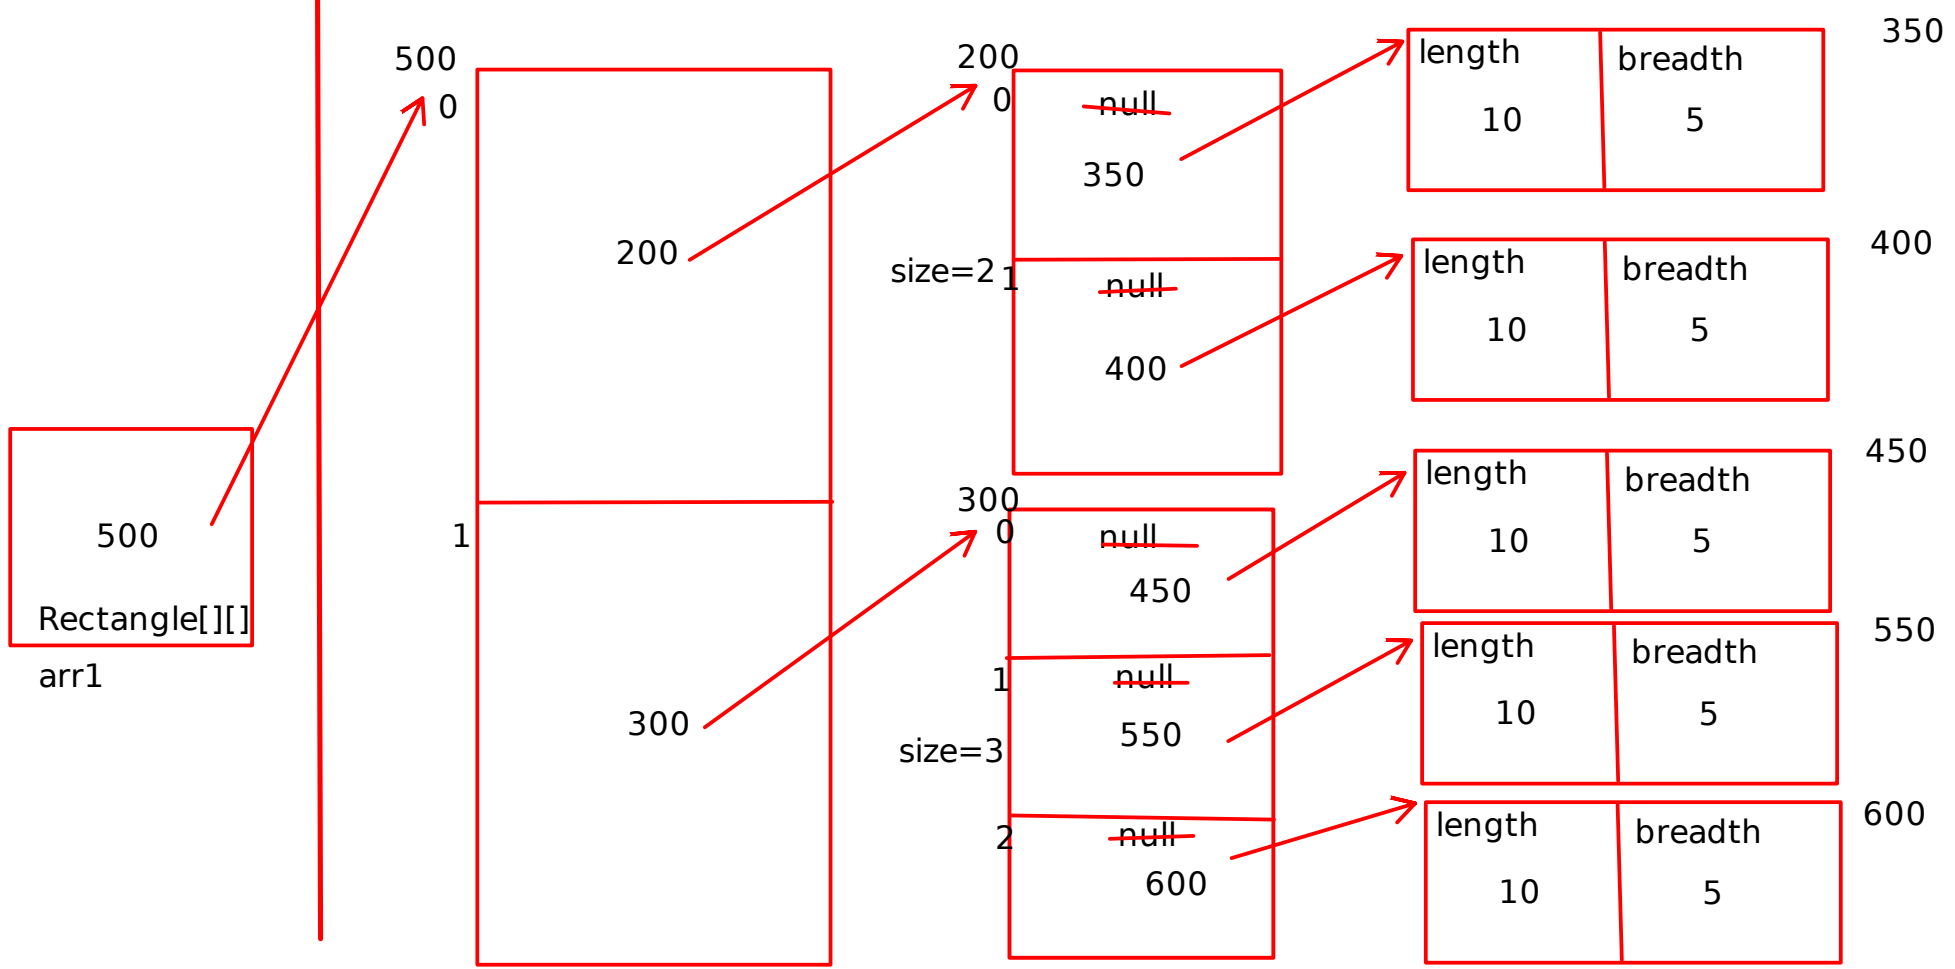 500
Rectangle[][]
arr1
500
0
200
1
300
200
0
null
350
size=2
1
null
400
300
0
null
450
1
null
550
size=3
2
null
600
350
length
breadth
10
5
400
length
breadth
10
5
450
length
breadth
10
5
550
length
breadth
10
5
600
length
breadth
10
5